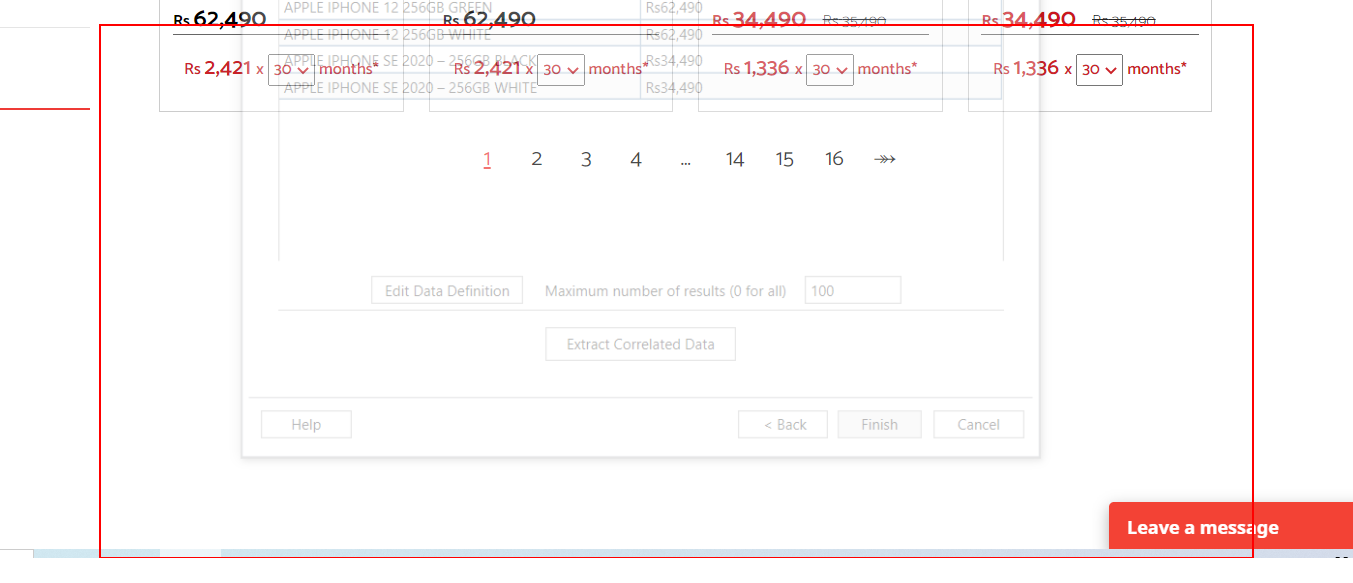 APPLE IPHONE 12 256GB GREEN Rs62,490
Rs 62,490 Rs 62,490 Rs 34,490 Rs 35,490 Rs 34,490 Rs 35,490
APPLE IPHONE 12 256GB WHITE Rs62,490
APPLE IPHONE SE 2020 – 256GB BLACK Rs34,490
Rs 2,421 x 30 months* Rs 2,421 x 30 months* Rs 1,336 x 30 months* Rs 1,336 x 30 months*
APPLE IPHONE SE 2020 – 256GB WHITE Rs34,490
1 2 3 4 ... 14 15 16
Edit Data Definition Maximum number of results (0 for all) 100
Extract Correlated Data
Help < Back Finish Cancel
Leave a message